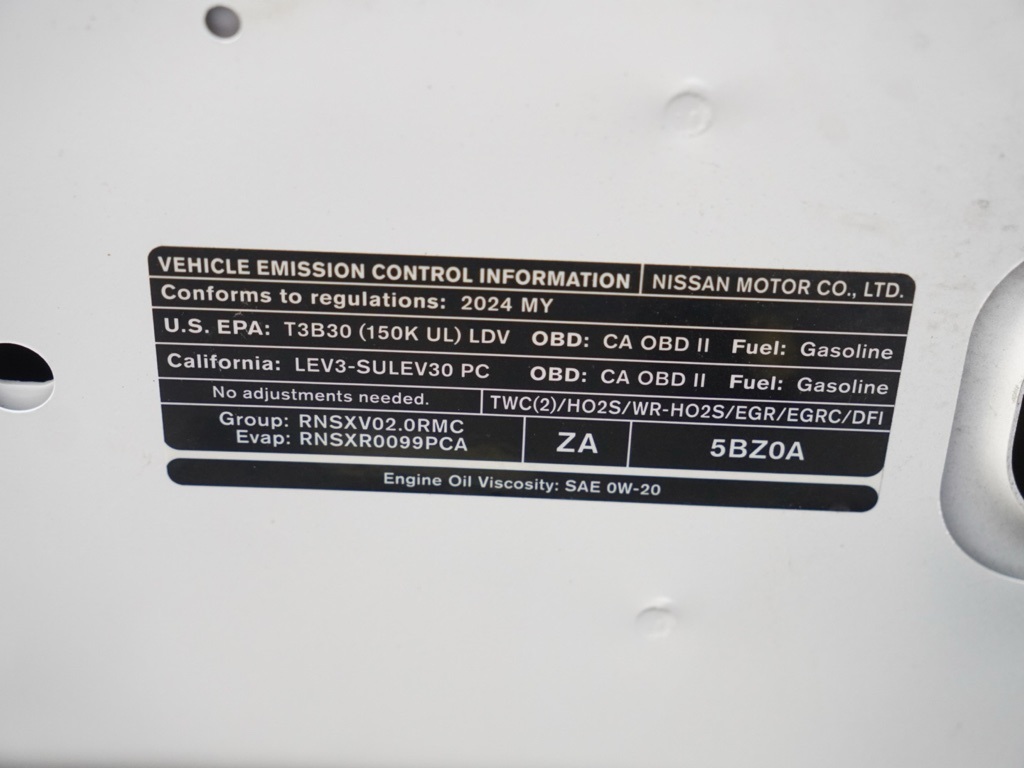 VEHICLE EMISSION CONTROL INFORMATION NISSAN MOTOR CO., LTD.
Conforms to regulations: 2024 MY
U.S. EPA: T3B30 (150K UL) LDV OBD: CA OBD II Fuel: Gasoline
California: LEV3-SULEV30 PC OBD: CA OBD II Fuel: Gasoline
No adjustments needed. TWC(2)/HO2S/WR-HO2S/EGR/EGRC/DFI
Group: RNSXV02.0RMC
Evap: RNSXR0099PCA
ZA
5BZ0A
Engine Oil Viscosity: SAE 0W-20